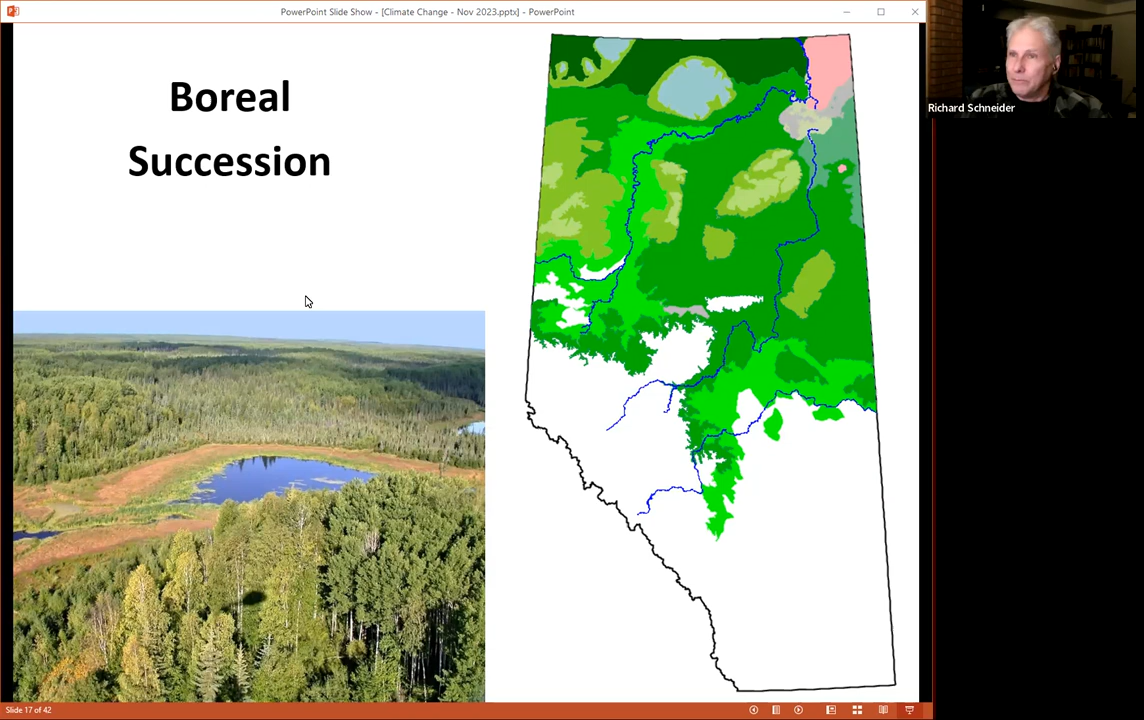 PowerPoint Slide Show - [Climate Change - Nov 2023.pptx] - PowerPoint
Boreal
Succession
Richard Schneider
Slide 17 of 42